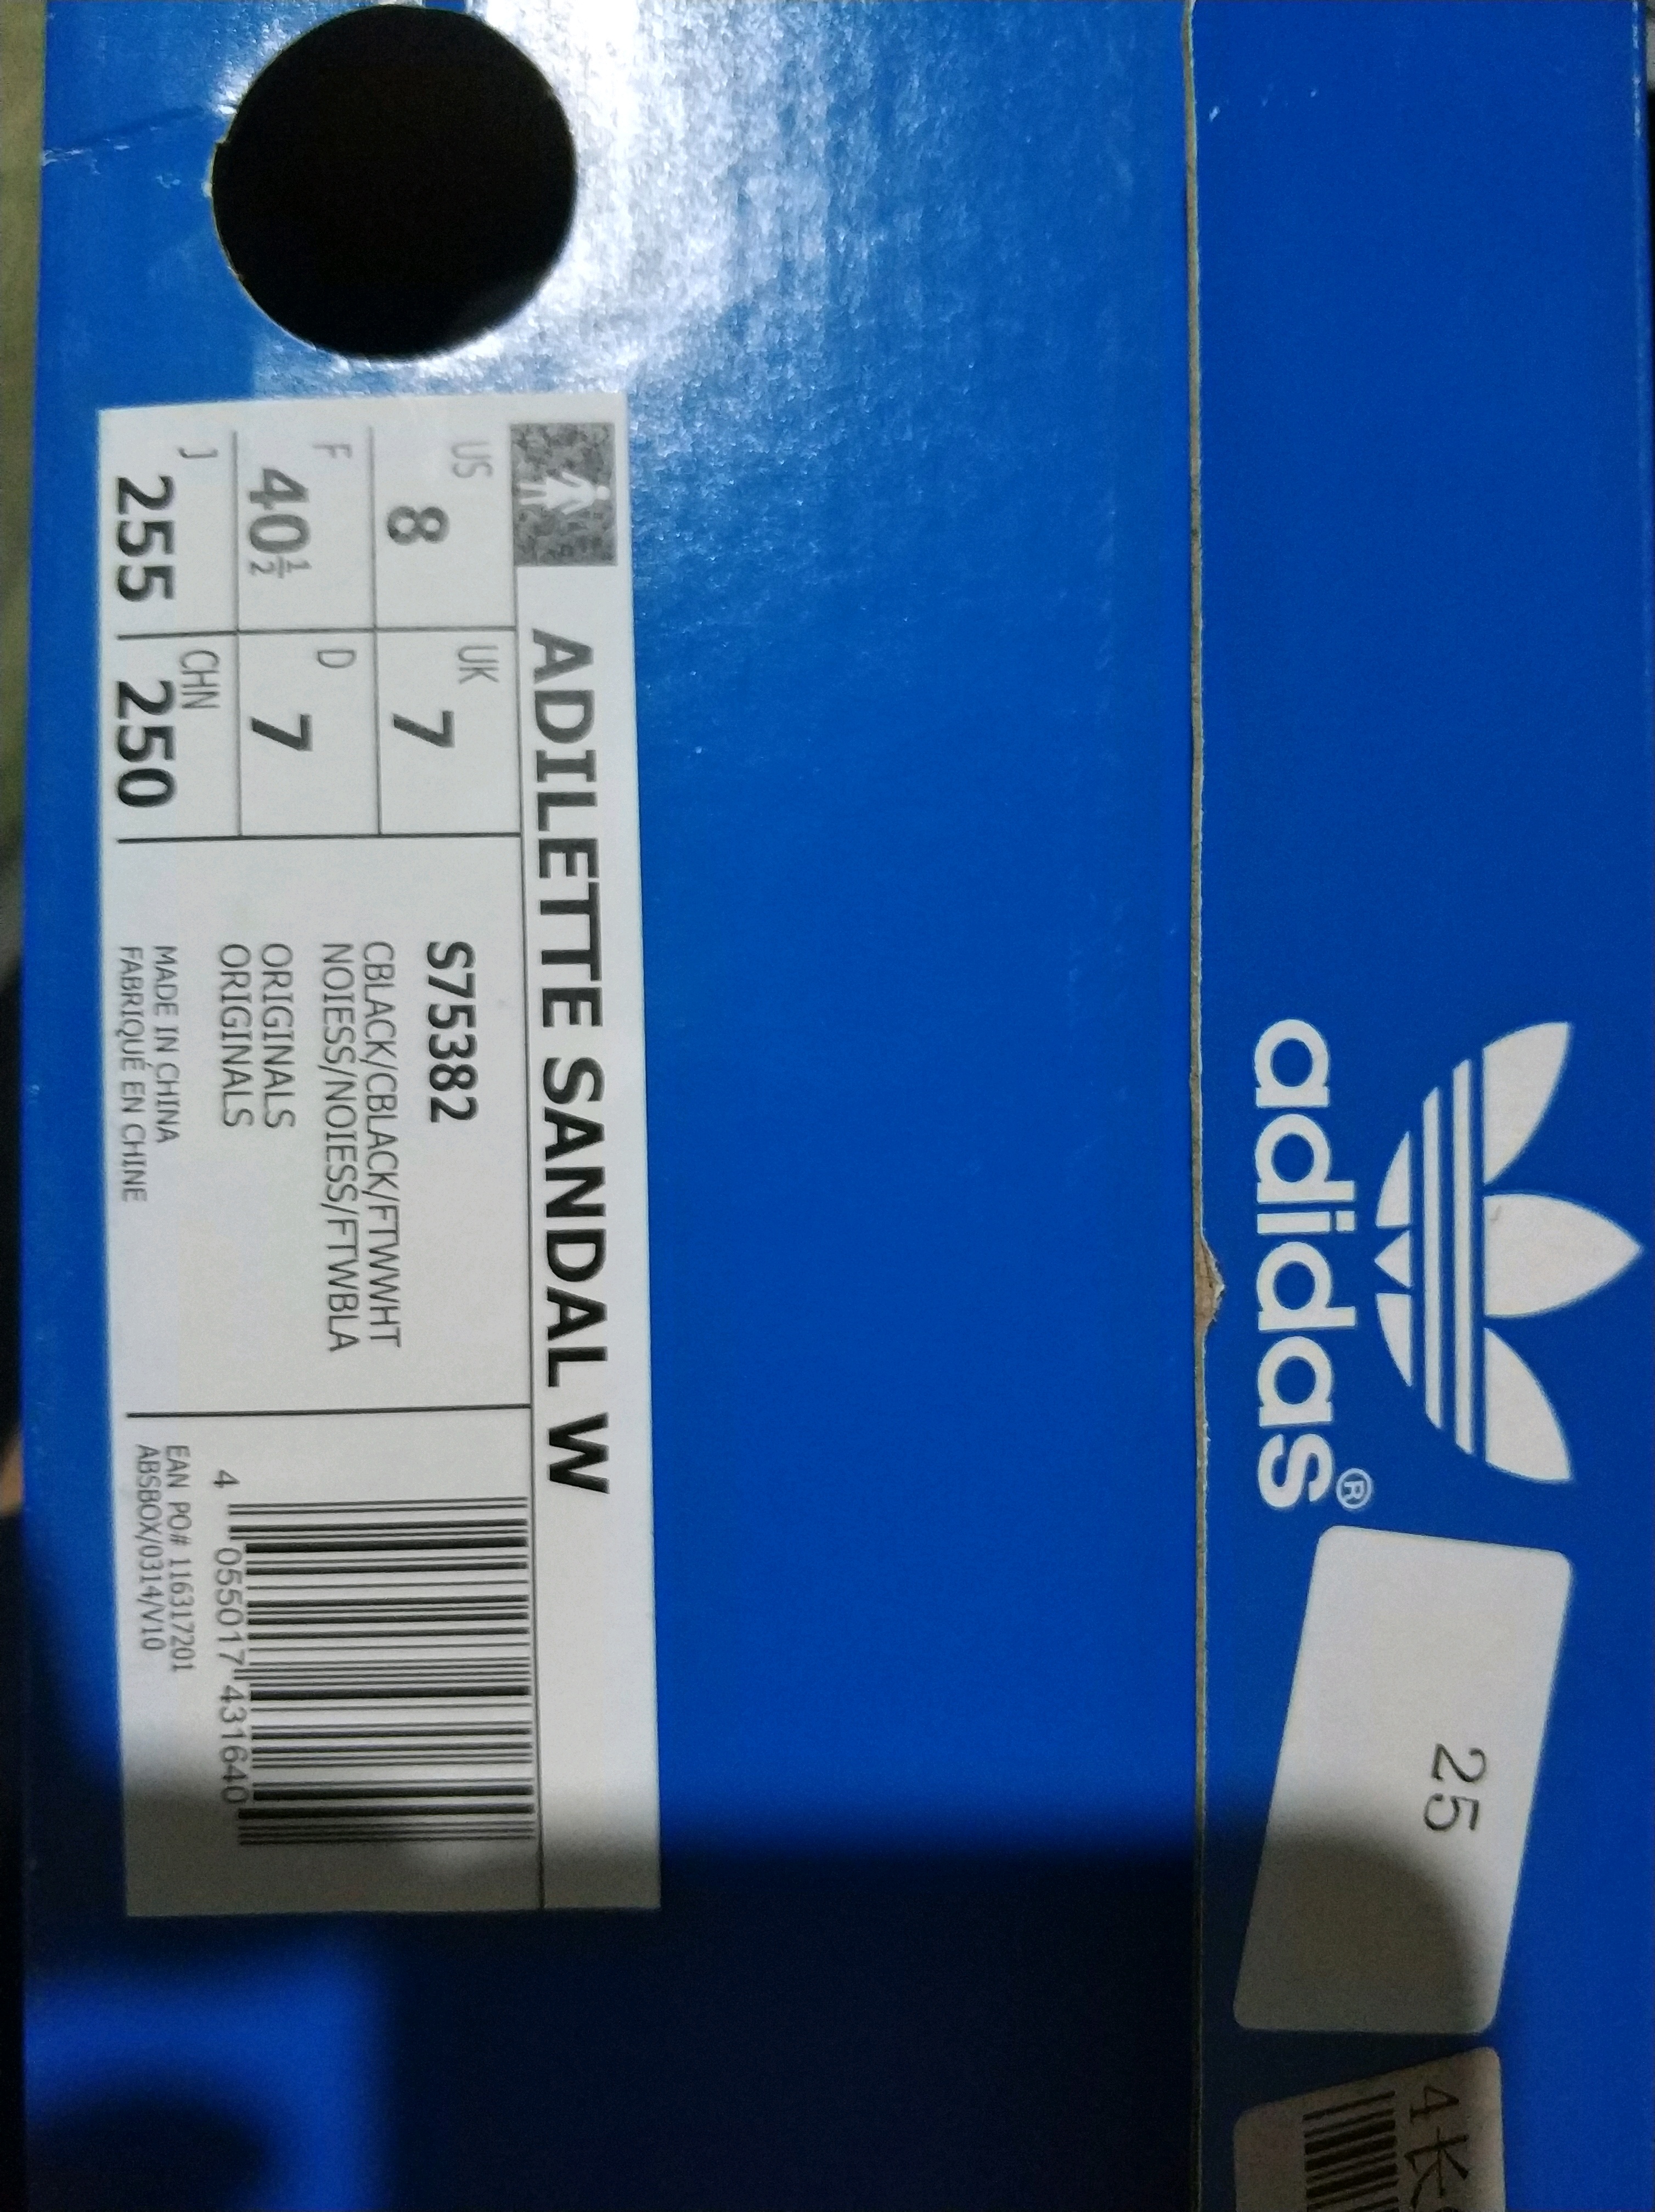 adidas®
25
4长
ADILETTE SANDAL W
US 8
UK 7
F 40½
D 7
J 255
CHN 250
S75382
CBLACK/CBLACK/FTWWHT
NOIESS/NOIESS/FTWBLA
ORIGINALS
ORIGINALS
MADE IN CHINA
FABRIQUÉ EN CHINE
4 055017 431640
EAN PO# 116317201
ABSBOX/0314/V10